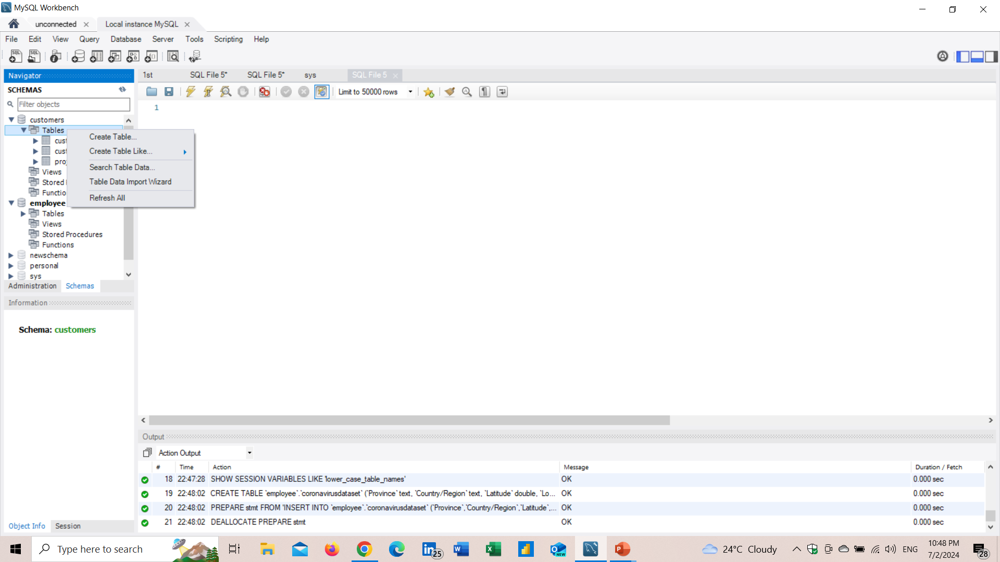 MySQL Workbench
unconnected
Local instance MySQL
File Edit View Query Database Server Tools Scripting Help
Navigator
1st SQL File 5* SQL File 5* sys SQL File 5
SCHEMAS
Limit to 50000 rows
Filter objects
1
customers
Tables
cust
cust
pro
Views
Stored
Functio
employee
Tables
Views
Stored Procedures
Functions
newschema
personal
sys
Create Table...
Create Table Like...
Search Table Data...
Table Data Import Wizard
Refresh All
Administration Schemas
Information
Schema: customers
Object Info Session
Output
Action Output
# Time Action Message Duration / Fetch
18 22:47:28 SHOW SESSION VARIABLES LIKE 'lower_case_table_names' OK 0.000 sec
19 22:48:02 CREATE TABLE `employee`.`coronavirusdataset` (`Province` text, `Country/Region` text, `Latitude` double, `Lo... OK 0.000 sec
20 22:48:02 PREPARE stmt FROM 'INSERT INTO `employee`.`coronavirusdataset` (`Province`,`Country/Region`,`Latitude`,... OK 0.000 sec
21 22:48:02 DEALLOCATE PREPARE stmt OK 0.000 sec
Type here to search
25
NEW
24°C Cloudy
ENG
10:48 PM
7/2/2024
28